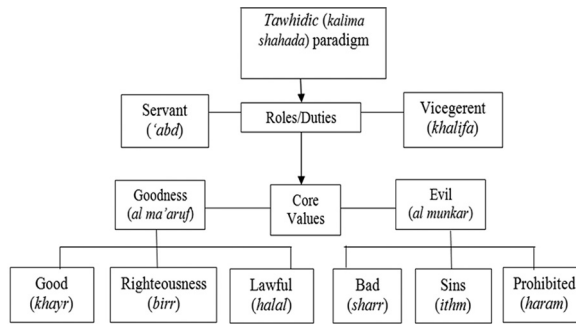 Tawhidic (kalima
shahada) paradigm
Servant
(‘abd)
Roles/Duties
Vicegerent
(khalifa)
Goodness
(al ma’aruf)
Core
Values
Evil
(al munkar)
Good
(khayr)
Righteousness
(birr)
Lawful
(halal)
Bad
(sharr)
Sins
(ithm)
Prohibited
(haram)